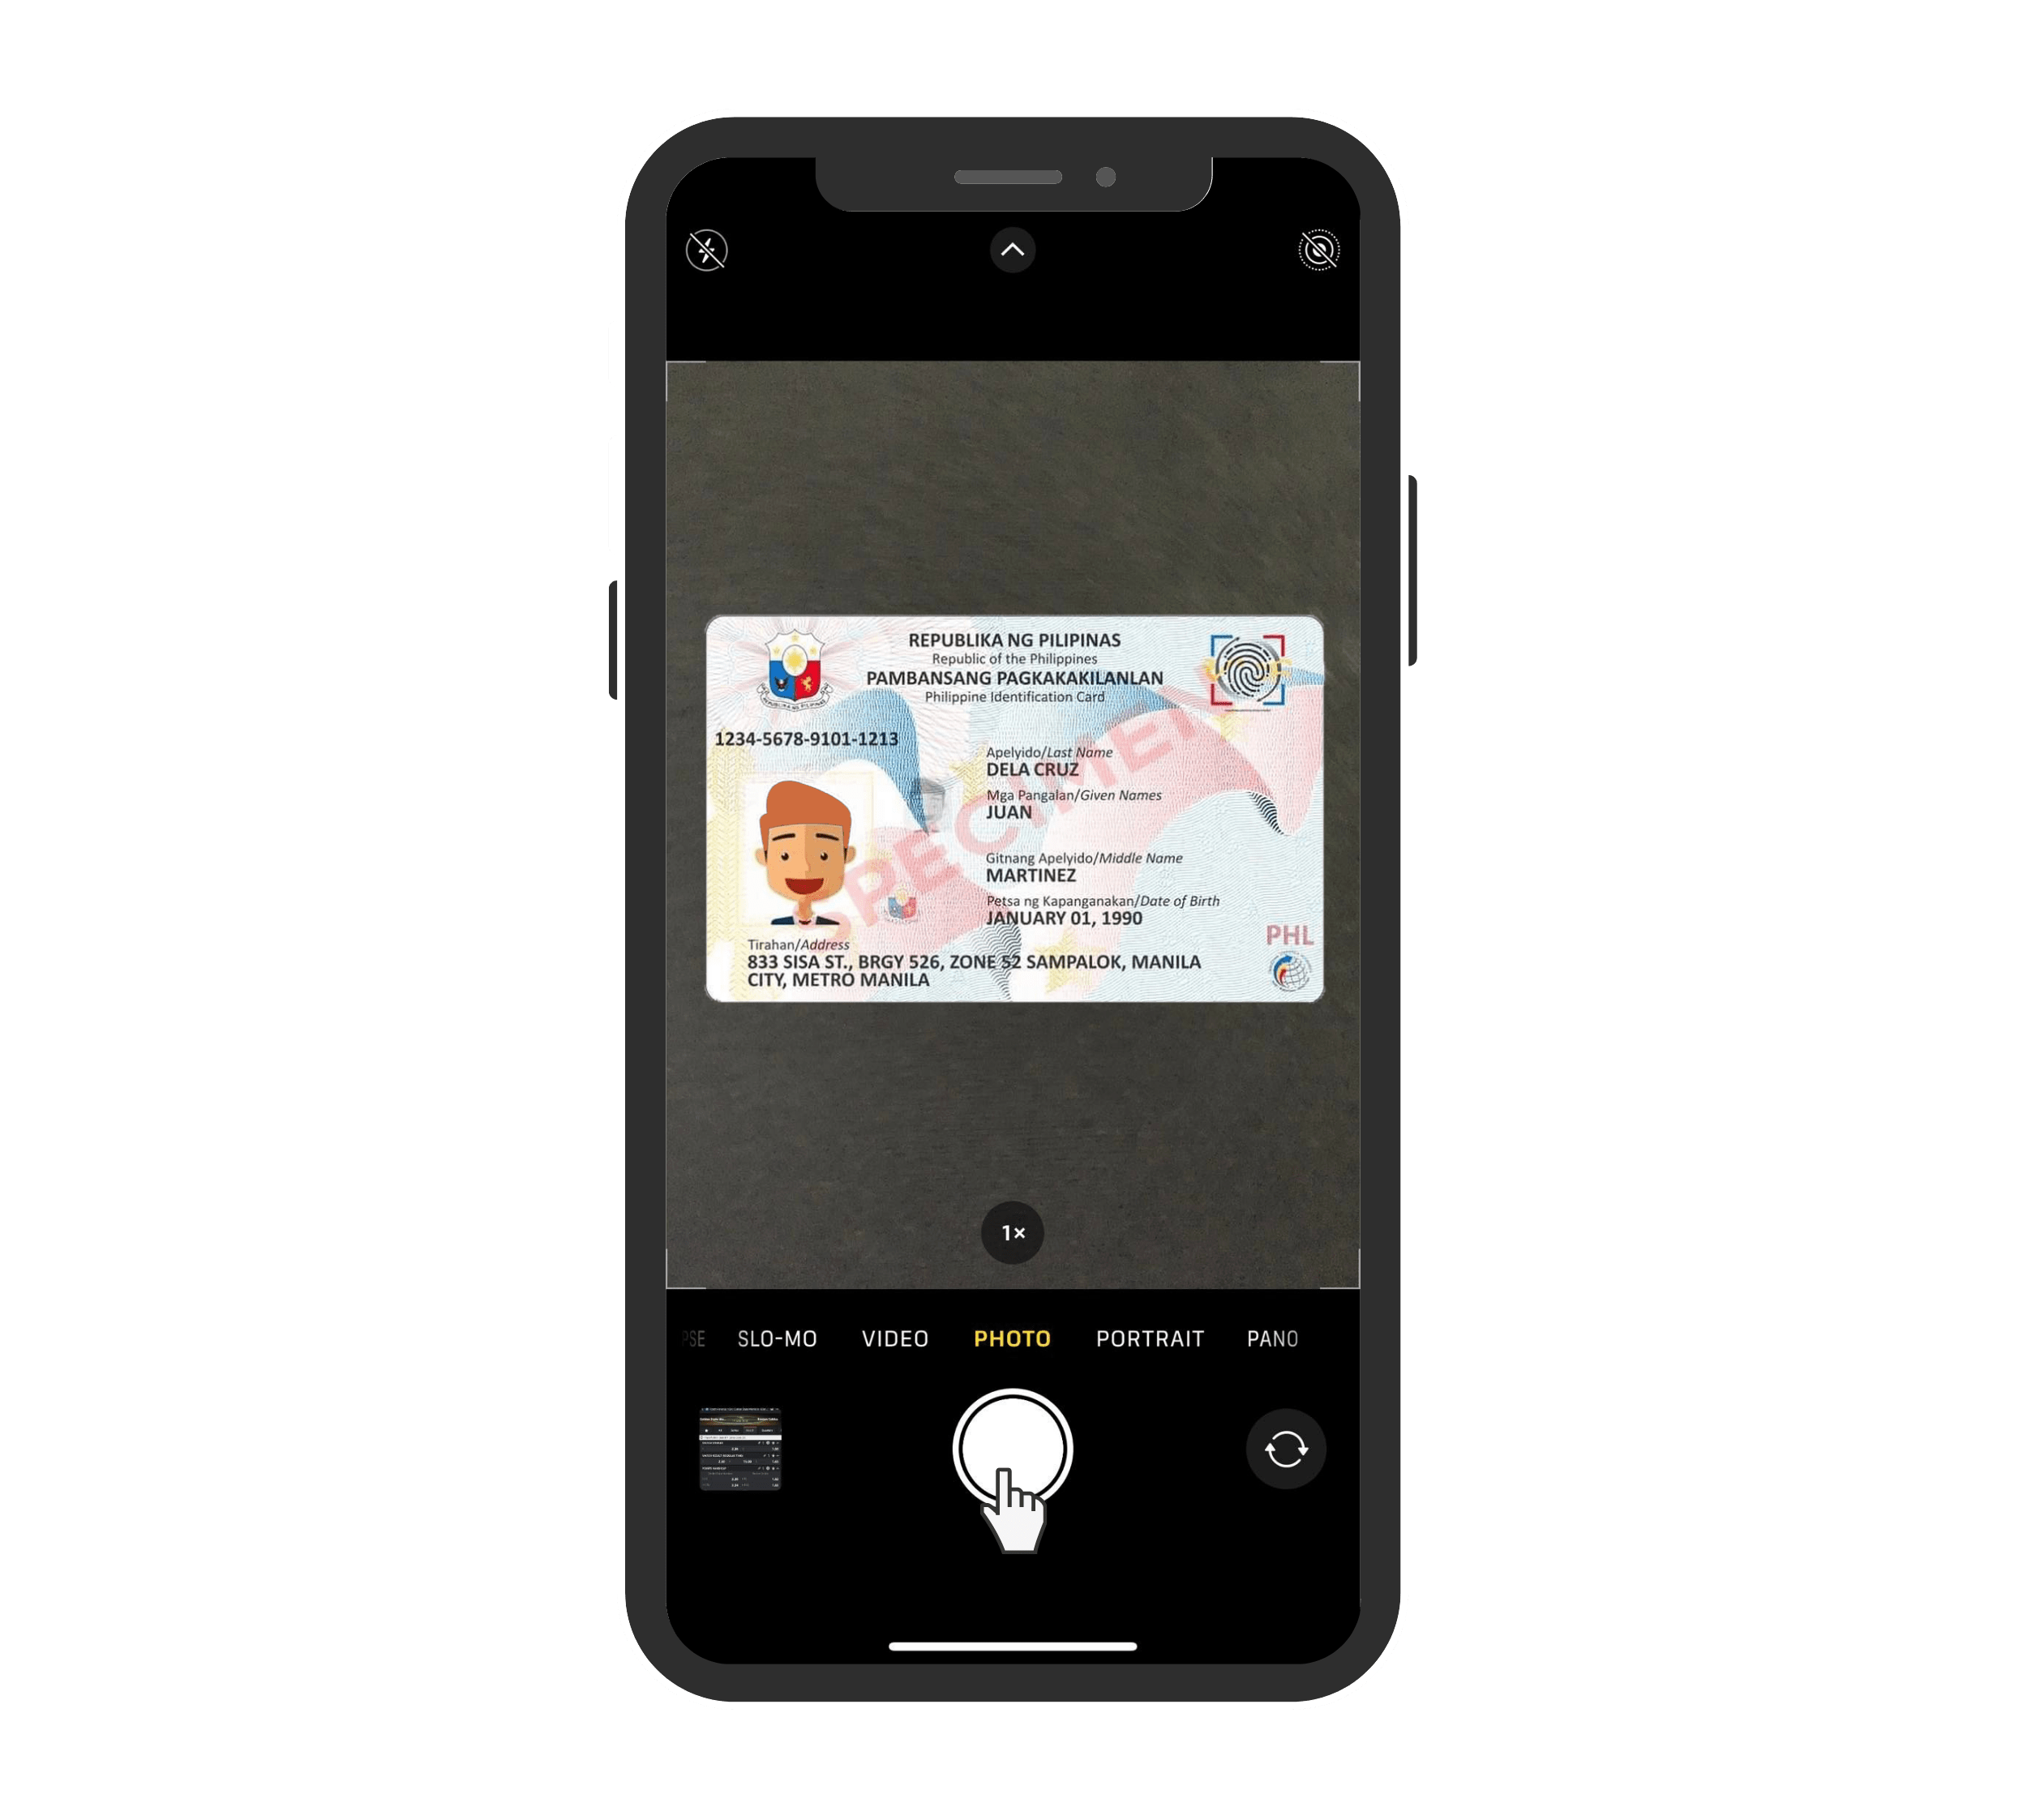 REPUBLIKA NG PILIPINAS
Republic of the Philippines
PAMBANSANG PAGKAKAKILANLAN
Philippine Identification Card
1234-5678-9101-1213
Apelyido/Last Name
DELA CRUZ
Mga Pangalan/Given Names
JUAN
Gitnang Apelyido/Middle Name
MARTINEZ
Petsa ng Kapanganakan/Date of Birth
JANUARY 01, 1990
SPECIMEN
PHL
Tirahan/Address
833 SISA ST., BRGY 526, ZONE 52 SAMPALOK, MANILA
CITY, METRO MANILA
1×
PSE SLO-MO VIDEO PHOTO PORTRAIT PANO